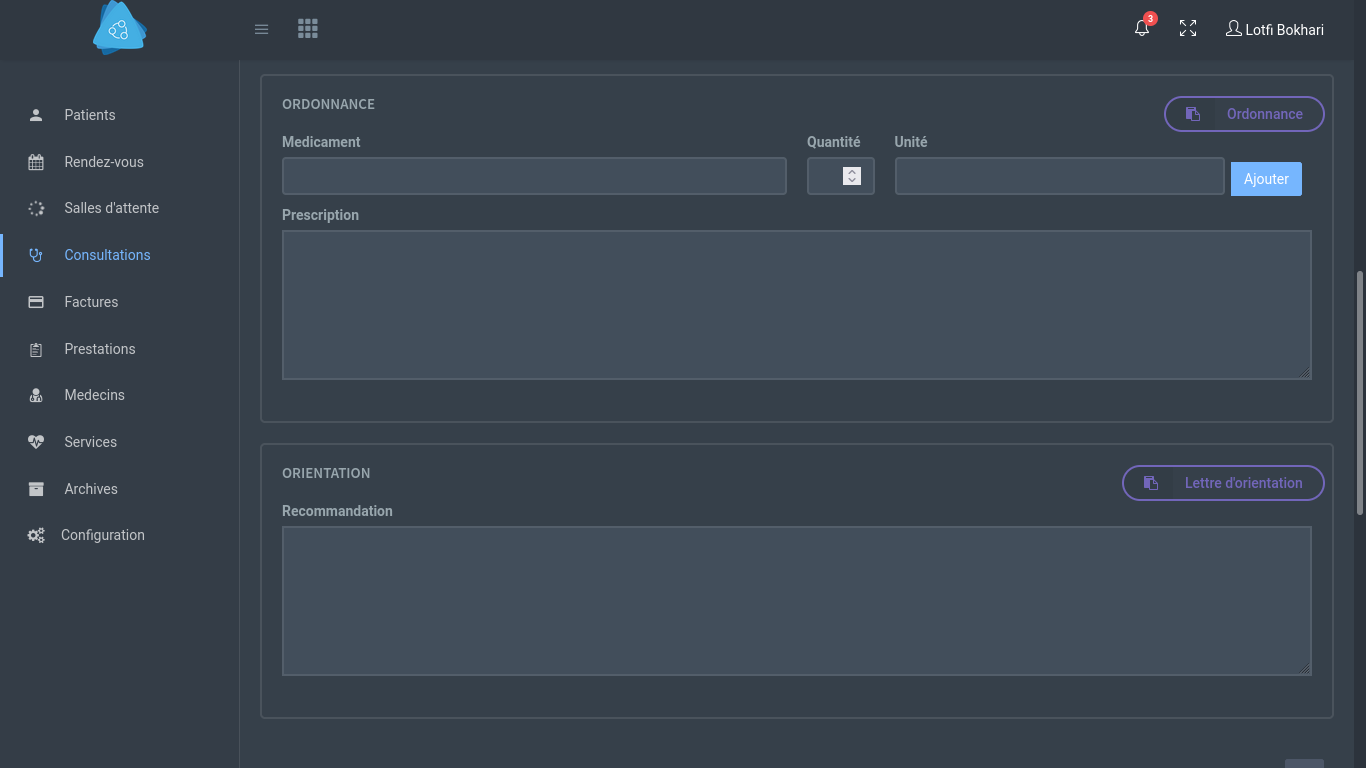 3
Lotfi Bokhari
Patients
Rendez-vous
Salles d'attente
Consultations
Factures
Prestations
Medecins
Services
Archives
Configuration
ORDONNANCE
Ordonnance
Medicament
Quantité
Unité
Ajouter
Prescription
ORIENTATION
Lettre d'orientation
Recommandation